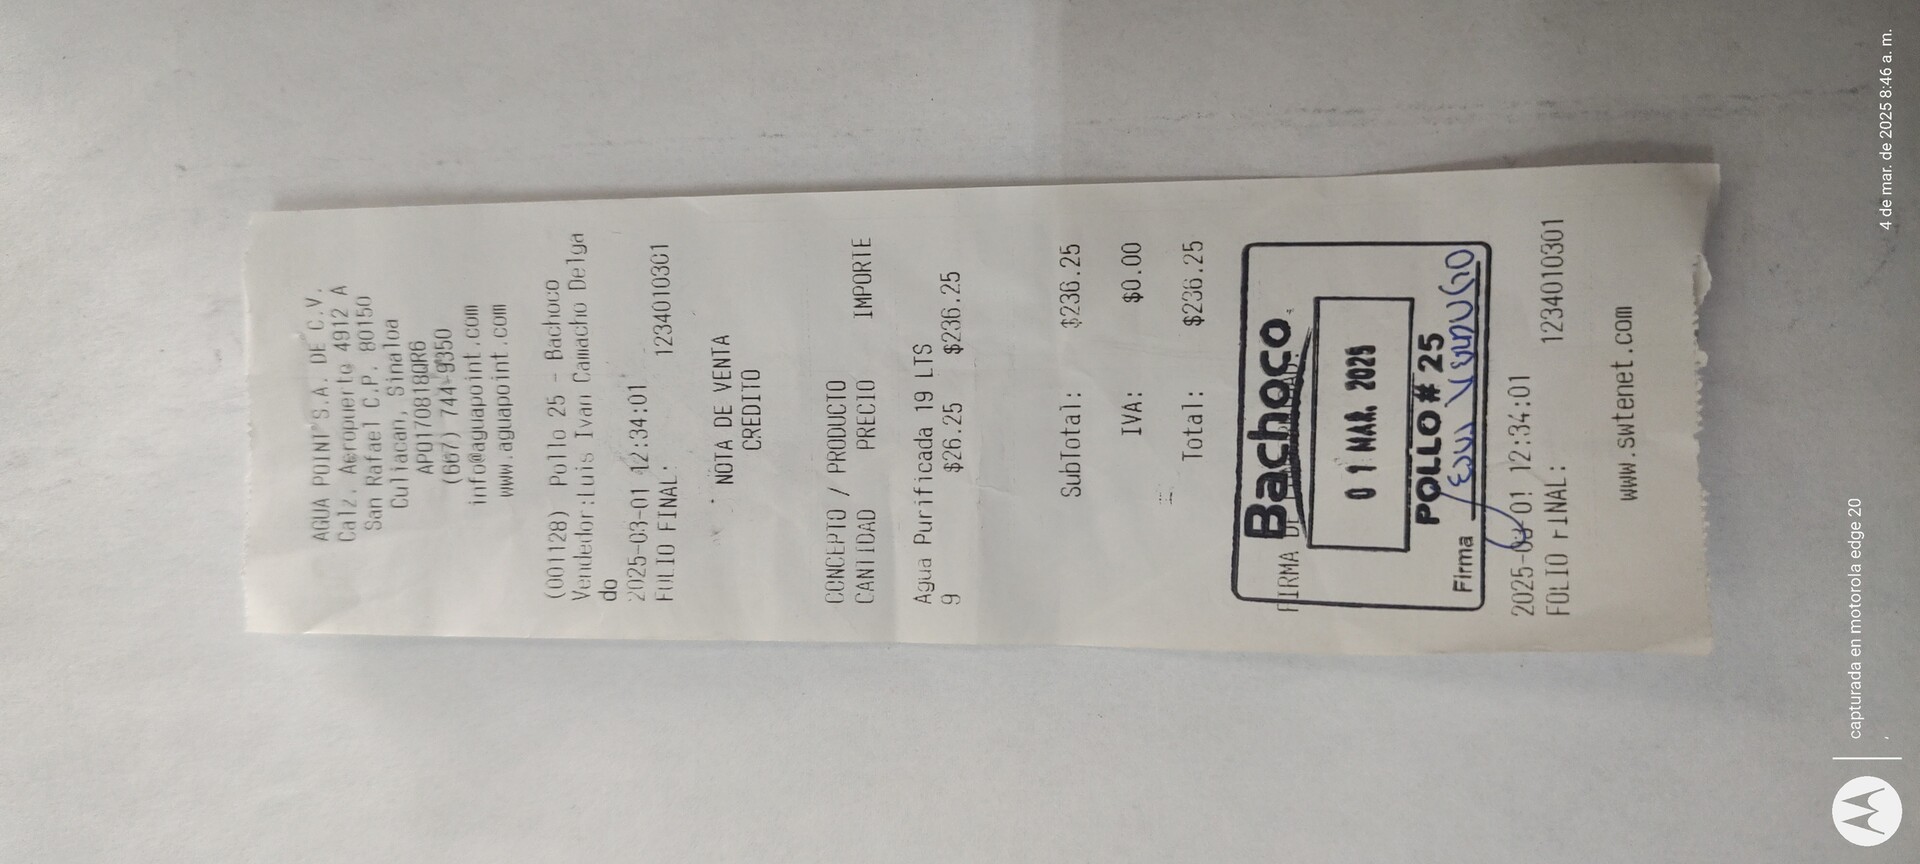 AGUA POINT S.A. DE C.V.
Calz. Aeropuerto 4912 A
San Rafael C.P. 80150
Culiacan, Sinaloa
APO170818QR6
(667) 744-9350
info@aguapoint.com
www.aguapoint.com
(001128) Pollo 25 - Bachoco
Vendedor:Luis Ivan Camacho Delga
do
2025-03-01 12:34:01
FOLIO FINAL: 1234010301
NOTA DE VENTA
CREDITO
CONCEPTO / PRODUCTO
CANTIDAD PRECIO IMPORTE
Agua Purificada 19 LTS
9 $26.25 $236.25
SubTotal: $236.25
IVA: $0.00
Total: $236.25
Bachoco
FIRMA DE
01 MAR. 2025
POLLO # 25
Firma
2025-03-01 12:34:01
FOLIO FINAL: 1234010301
www.swtenet.com
capturada en motorola edge 20
4 de mar. de 2025 8:46 a. m.